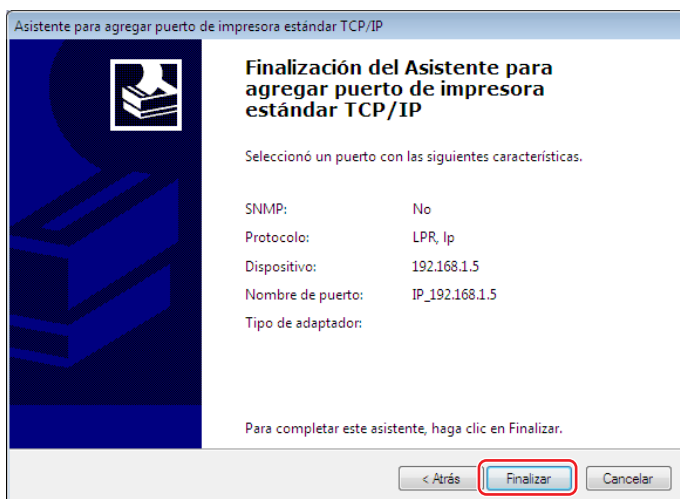 Asistente para agregar puerto de impresora estándar TCP/IP
Finalización del Asistente para
agregar puerto de impresora
estándar TCP/IP
Seleccionó un puerto con las siguientes características.
SNMP: No
Protocolo: LPR, lp
Dispositivo: 192.168.1.5
Nombre de puerto: IP_192.168.1.5
Tipo de adaptador:
Para completar este asistente, haga clic en Finalizar.
< Atrás Finalizar Cancelar